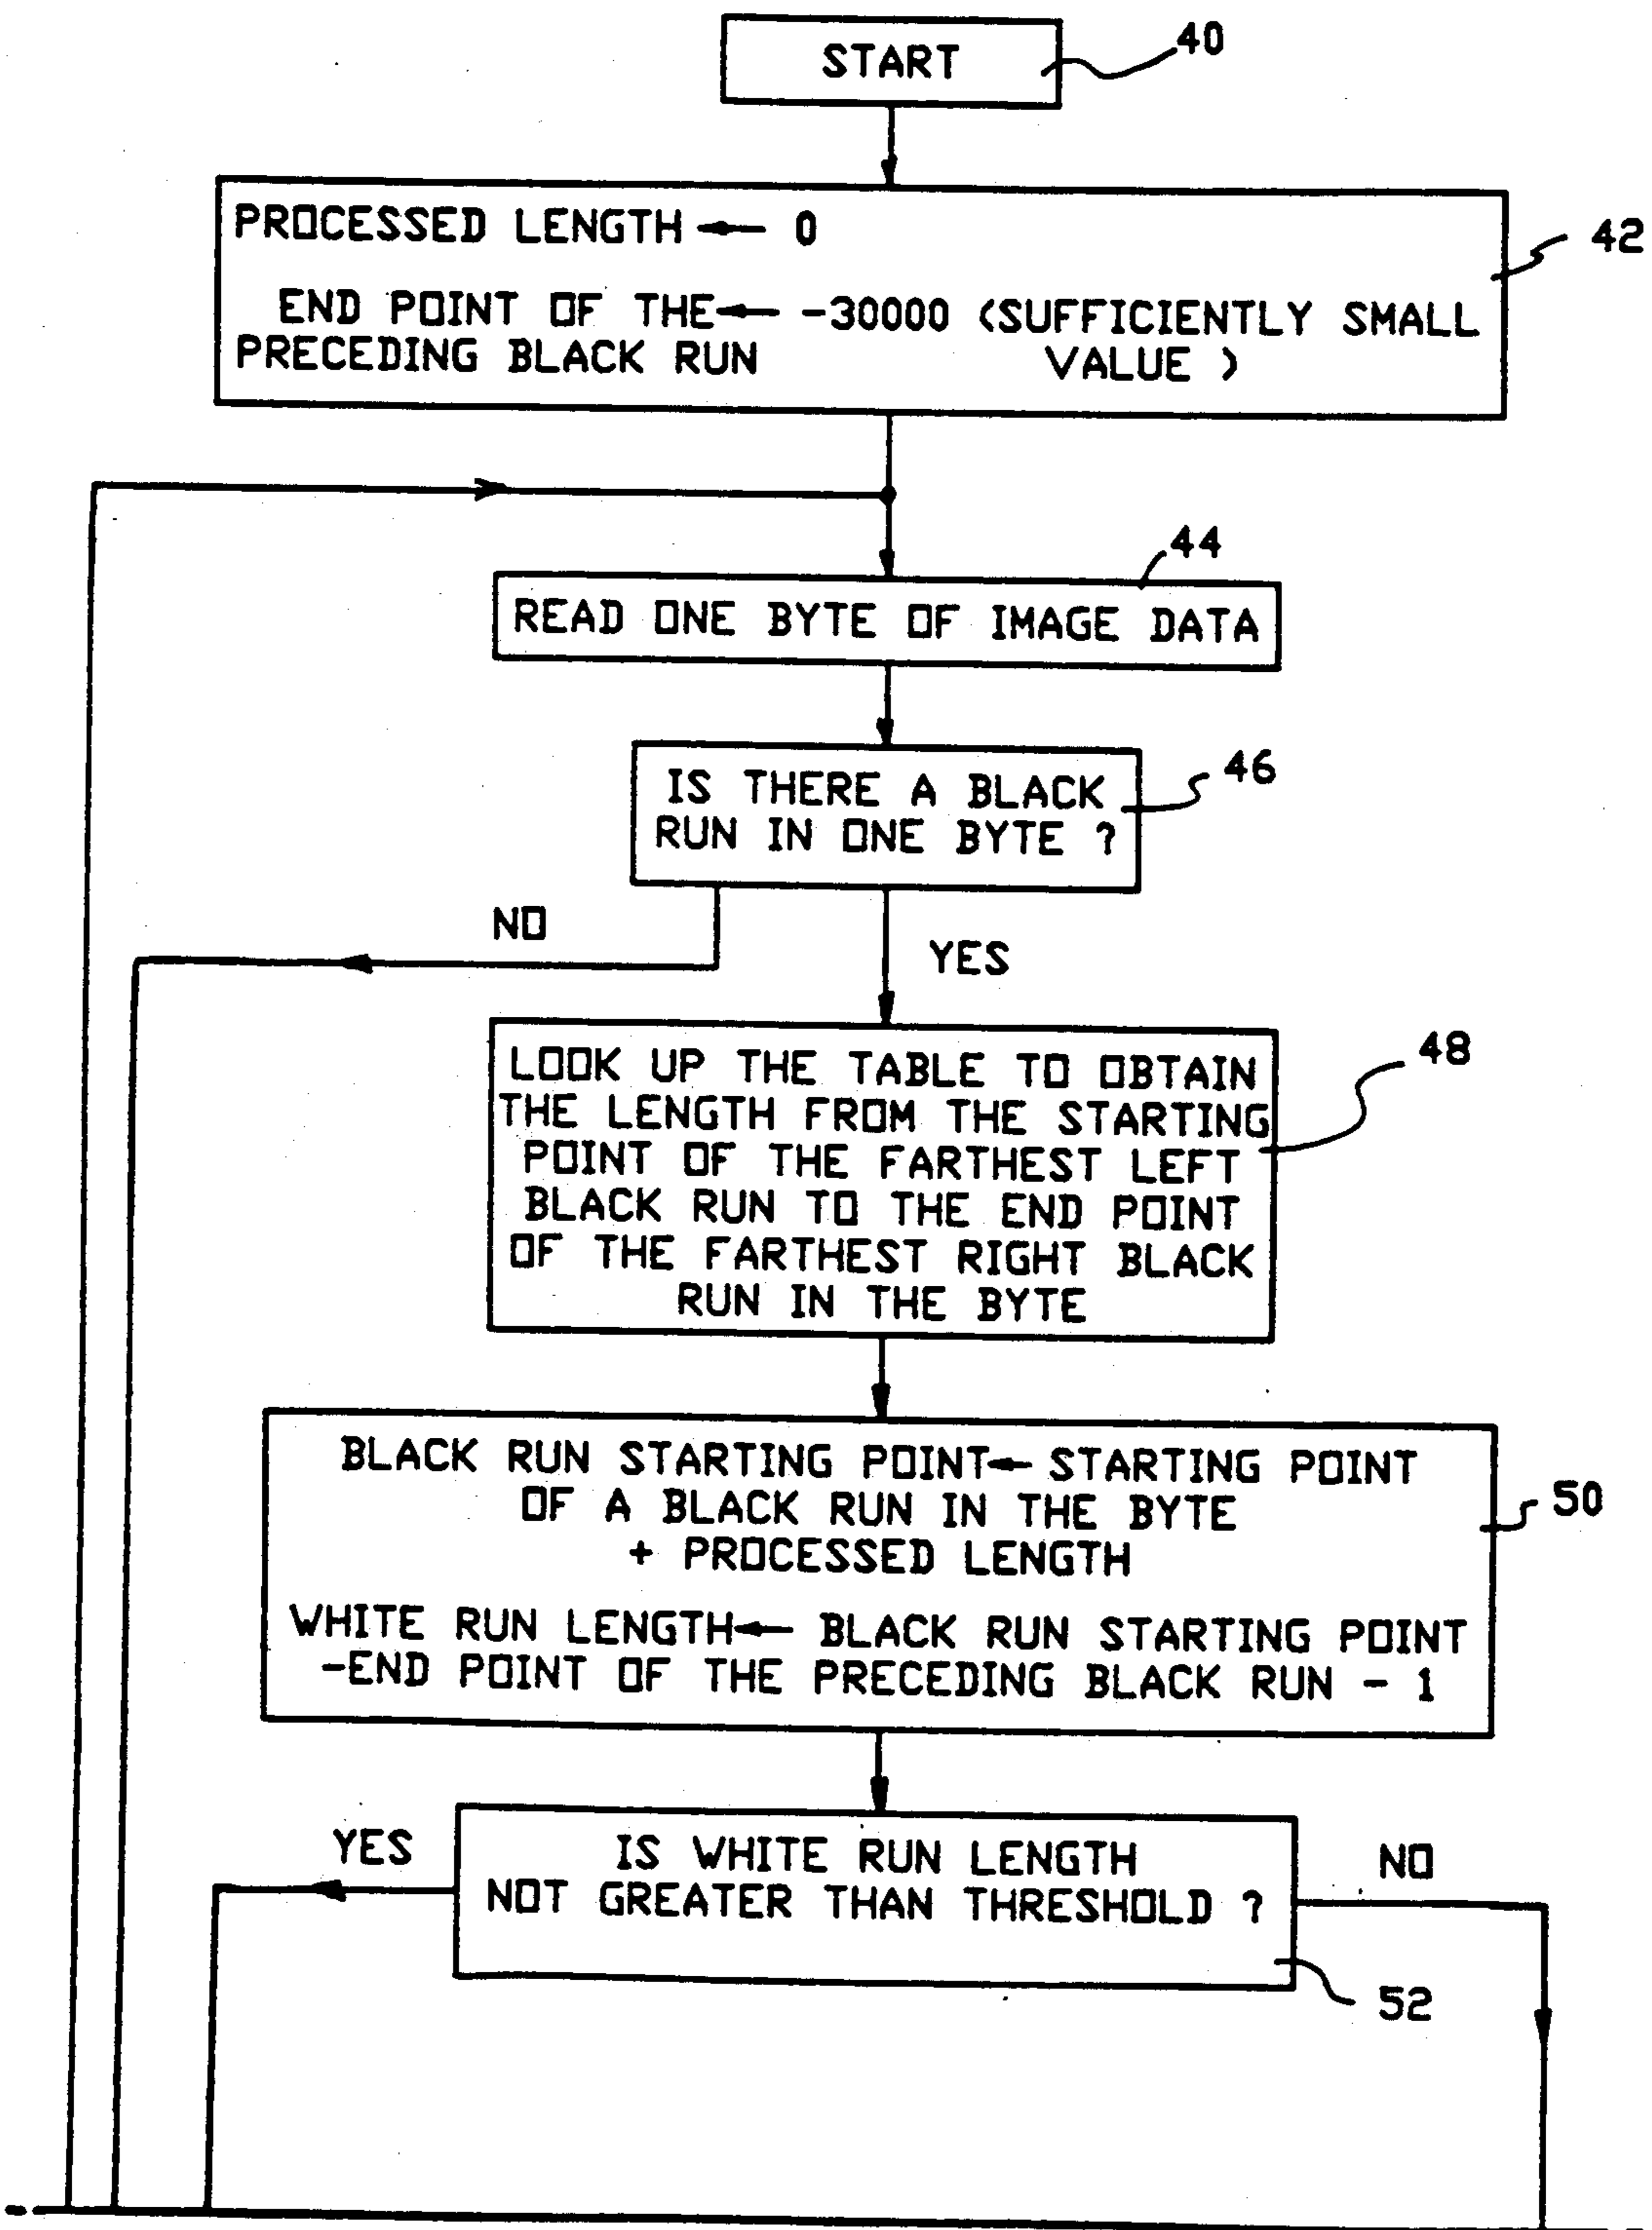 START
40
PROCESSED LENGTH ← 0
42
END POINT OF THE ← -30000 (SUFFICIENTLY SMALL
PRECEDING BLACK RUN VALUE )
44
READ ONE BYTE OF IMAGE DATA
IS THERE A BLACK
RUN IN ONE BYTE ?
46
NO
YES
LOOK UP THE TABLE TO OBTAIN
THE LENGTH FROM THE STARTING
POINT OF THE FARTHEST LEFT
BLACK RUN TO THE END POINT
OF THE FARTHEST RIGHT BLACK
RUN IN THE BYTE
48
BLACK RUN STARTING POINT ← STARTING POINT
OF A BLACK RUN IN THE BYTE
+ PROCESSED LENGTH
50
WHITE RUN LENGTH ← BLACK RUN STARTING POINT
-END POINT OF THE PRECEDING BLACK RUN - 1
YES
IS WHITE RUN LENGTH
NOT GREATER THAN THRESHOLD ?
NO
52